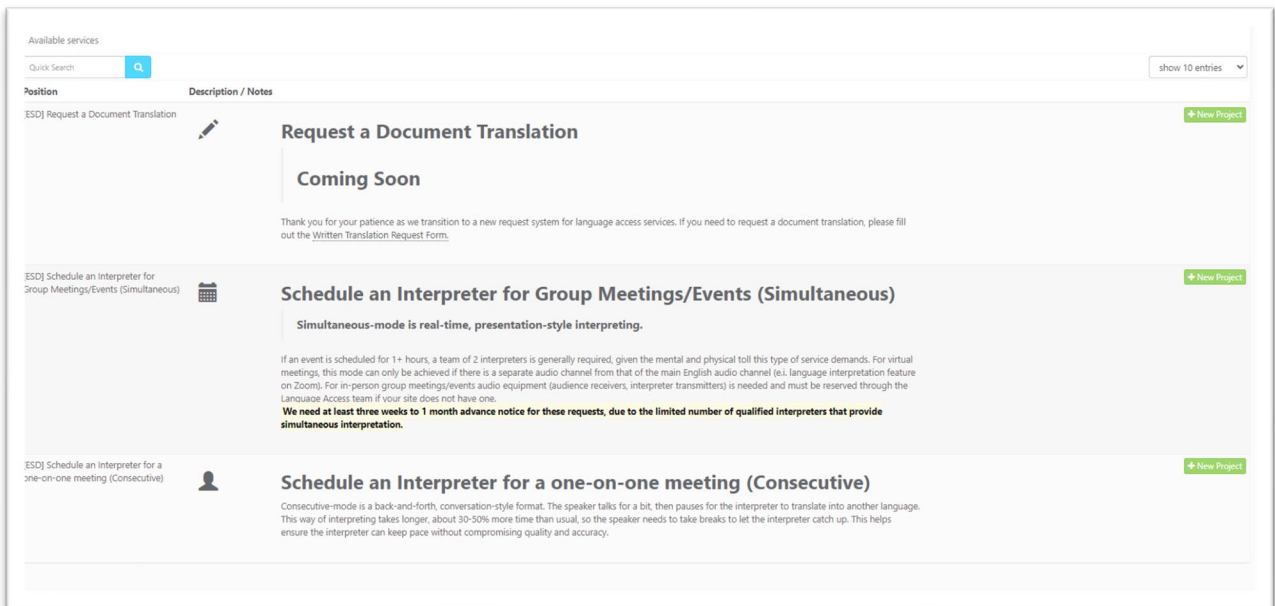 Available services
Quick Search
show 10 entries
Position
Description / Notes
[ESD] Request a Document Translation
+ New Project
Request a Document Translation
Coming Soon
Thank you for your patience as we transition to a new request system for language access services. If you need to request a document translation, please fill
out the Written Translation Request Form.
[ESD] Schedule an Interpreter for
Group Meetings/Events (Simultaneous)
+ New Project
Schedule an Interpreter for Group Meetings/Events (Simultaneous)
Simultaneous-mode is real-time, presentation-style interpreting.
If an event is scheduled for 1+ hours, a team of 2 interpreters is generally required, given the mental and physical toll this type of service demands. For virtual
meetings, this mode can only be achieved if there is a separate audio channel from that of the main English audio channel (e.i. language interpretation feature
on Zoom). For in-person group meetings/events audio equipment (audience receivers, interpreter transmitters) is needed and must be reserved through the
Language Access team if your site does not have one.
We need at least three weeks to 1 month advance notice for these requests, due to the limited number of qualified interpreters that provide
simultaneous interpretation.
[ESD] Schedule an Interpreter for a
one-on-one meeting (Consecutive)
+ New Project
Schedule an Interpreter for a one-on-one meeting (Consecutive)
Consecutive-mode is a back-and-forth, conversation-style format. The speaker talks for a bit, then pauses for the interpreter to translate into another language.
This way of interpreting takes longer, about 30-50% more time than usual, so the speaker needs to take breaks to let the interpreter catch up. This helps
ensure the interpreter can keep pace without compromising quality and accuracy.